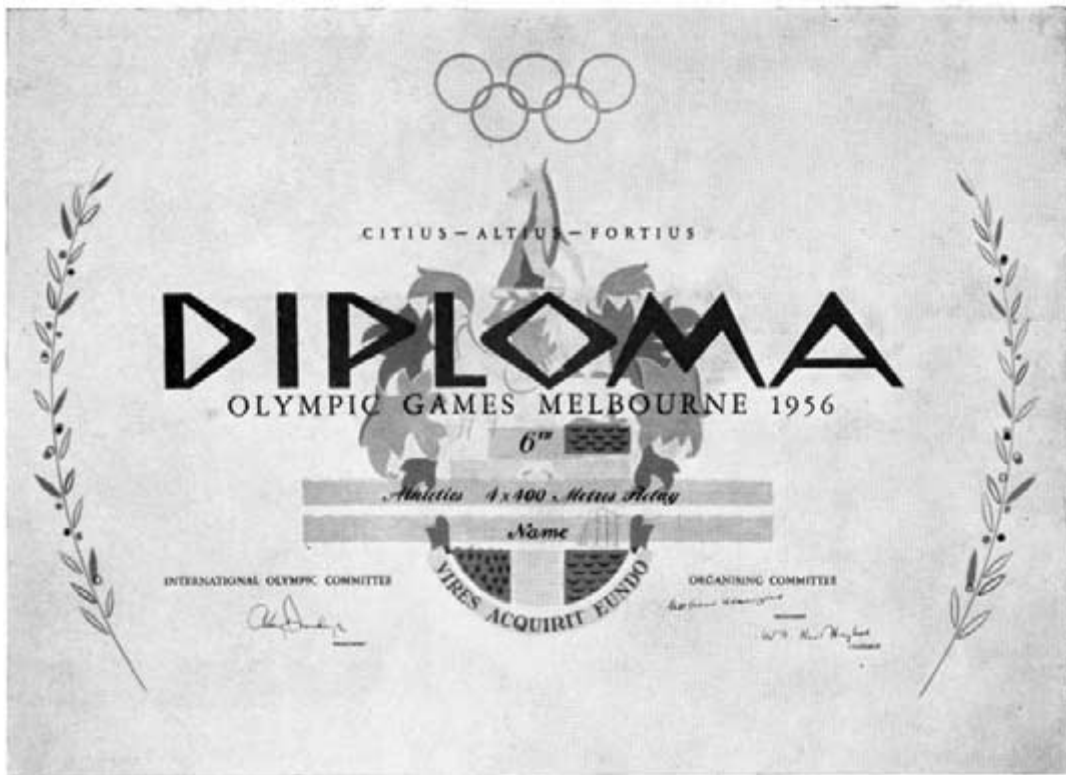 CITIUS – ALTIUS – FORTIUS
DIPLOMA
OLYMPIC GAMES MELBOURNE 1956
6TH
Athletics 4 x 400 Metres Relay
Name
INTERNATIONAL OLYMPIC COMMITTEE
ORGANISING COMMITTEE
VIRES ACQUIRIT EUNDO